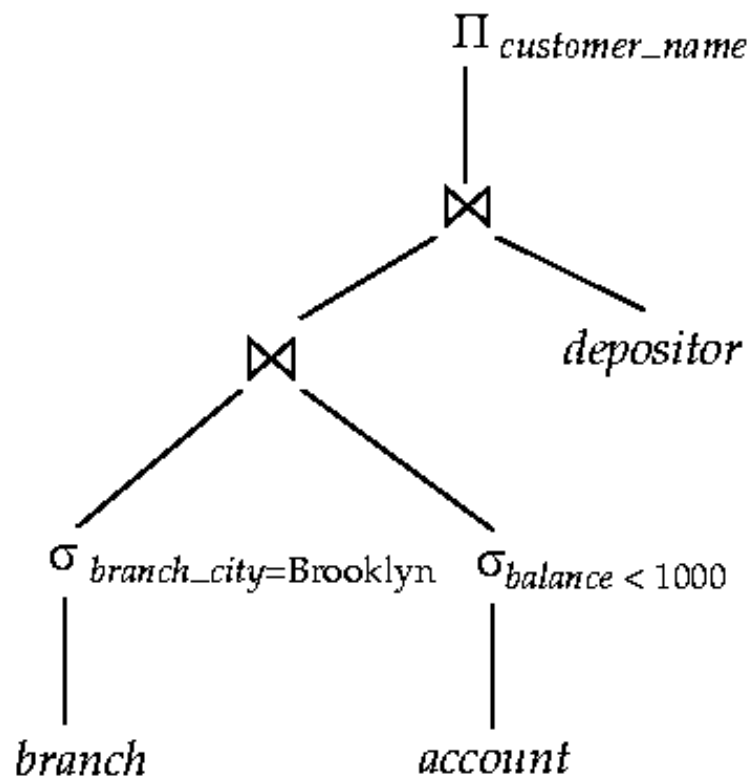 Π customer_name
⋈
depositor
⋈
σ branch_city=Brooklyn
σ balance < 1000
branch
account